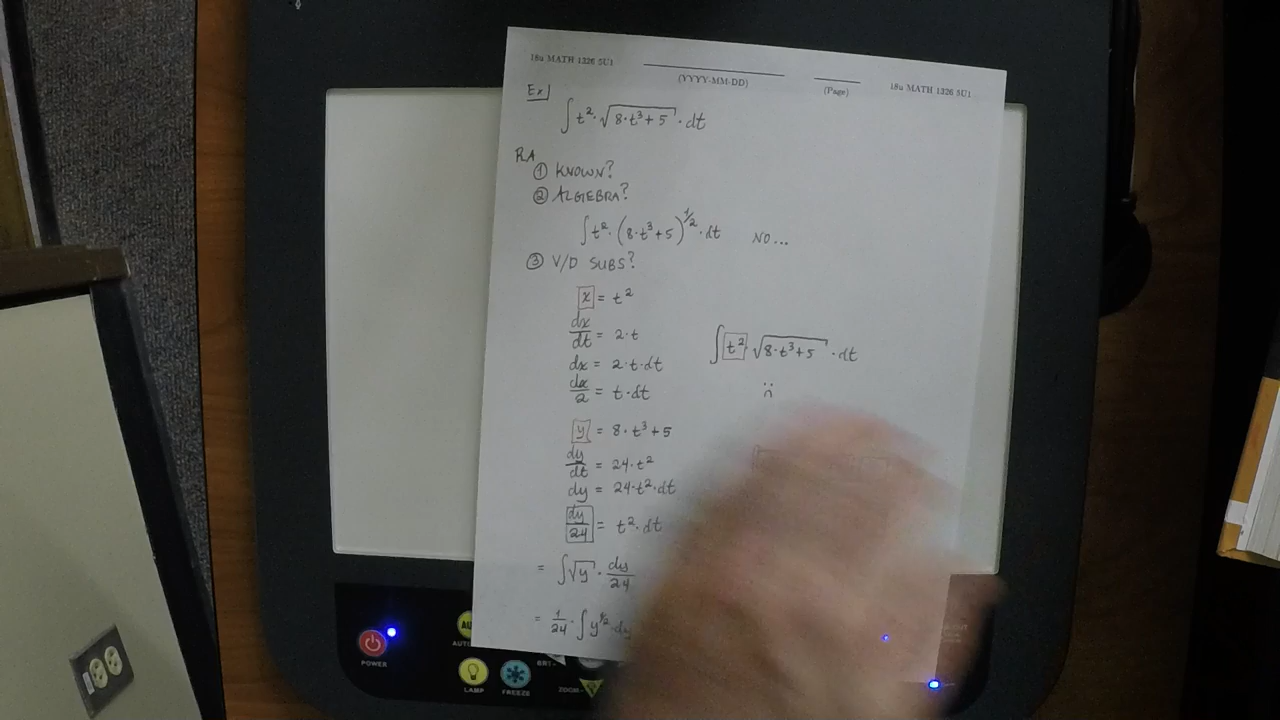 18u MATH 1326 5U1 (YYYY-MM-DD) (Page) 18u MATH 1326 5U1
Ex
∫ t² · √(8·t³+5) · dt
RA
① KNOWN?
② ALGEBRA?
∫ t² · (8·t³+5)^(1/2) · dt NO...
③ V/D SUBS?
x = t²
dx/dt = 2·t
∫ t² · √(8·t³+5) · dt
dx = 2·t·dt
dx/2 = t·dt
y = 8·t³+5
dy/dt = 24·t²
dy = 24·t²·dt
dy/24 = t²·dt
= ∫ √y · dy/24
= 1/24 · ∫ y^(1/2) · dy
POWER
LAMP
FREEZE
ZOOM-
BRT-